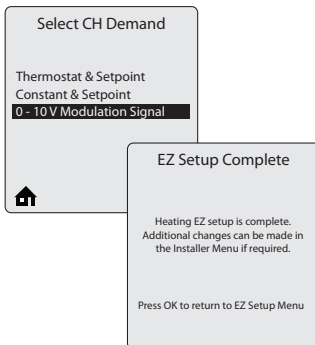 Select CH Demand
Thermostat & Setpoint
Constant & Setpoint
0 - 10 V Modulation Signal
EZ Setup Complete
Heating EZ setup is complete.
Additional changes can be made in
the Installer Menu if required.
Press OK to return to EZ Setup Menu